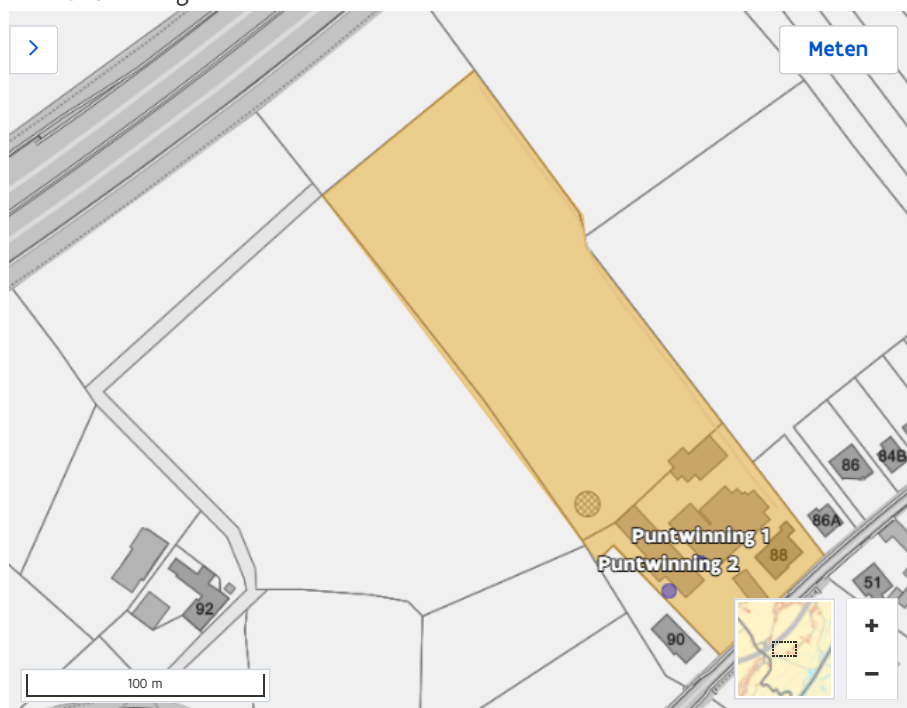 >
Meten
86
84B
86A
Puntwinning 1
88
Puntwinning 2
51
92
90
+
100 m
−